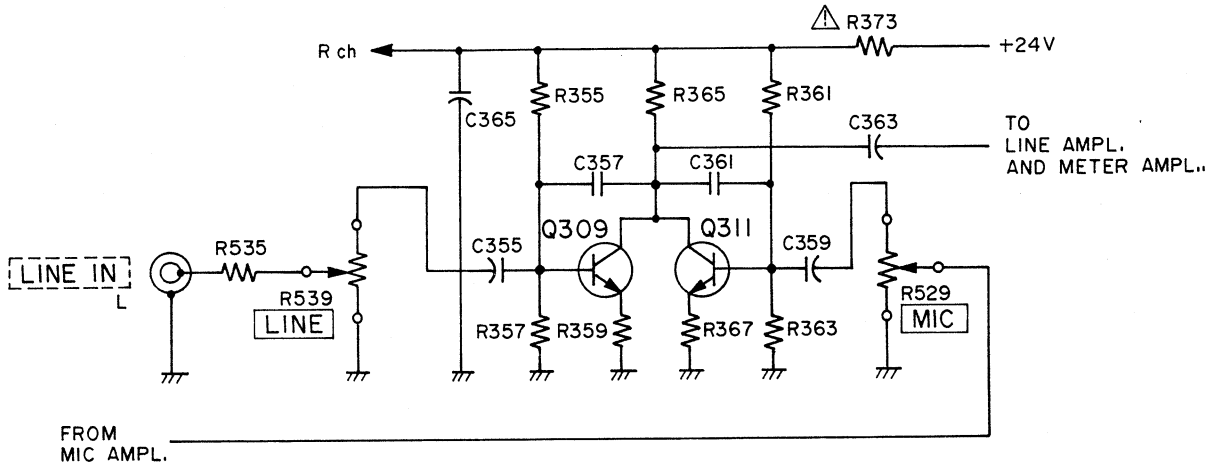 R373
R ch
+24V
R355
R365
R361
C365
C363
TO
LINE AMPL.
AND METER AMPL.
C357
C361
Q309
Q311
R535
C355
C359
LINE IN
L
R539
LINE
R357
R359
R367
R363
R529
MIC
FROM
MIC AMPL.